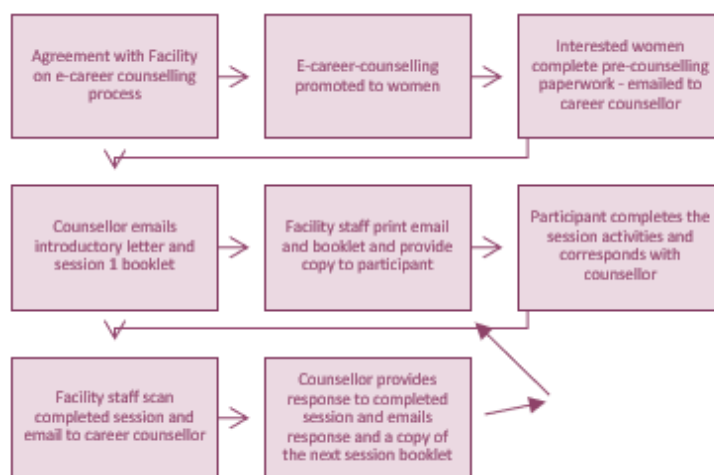 Agreement with Facility
on e-career counselling
process
E-career-counselling
promoted to women
Interested women
complete pre-counselling
paperwork - emailed to
career counsellor
Counsellor emails
introductory letter and
session 1 booklet
Facility staff print email
and booklet and provide
copy to participant
Participant completes the
session activities and
corresponds with
counsellor
Facility staff scan
completed session and
email to career counsellor
Counsellor provides
response to completed
session and emails
response and a copy of
the next session booklet